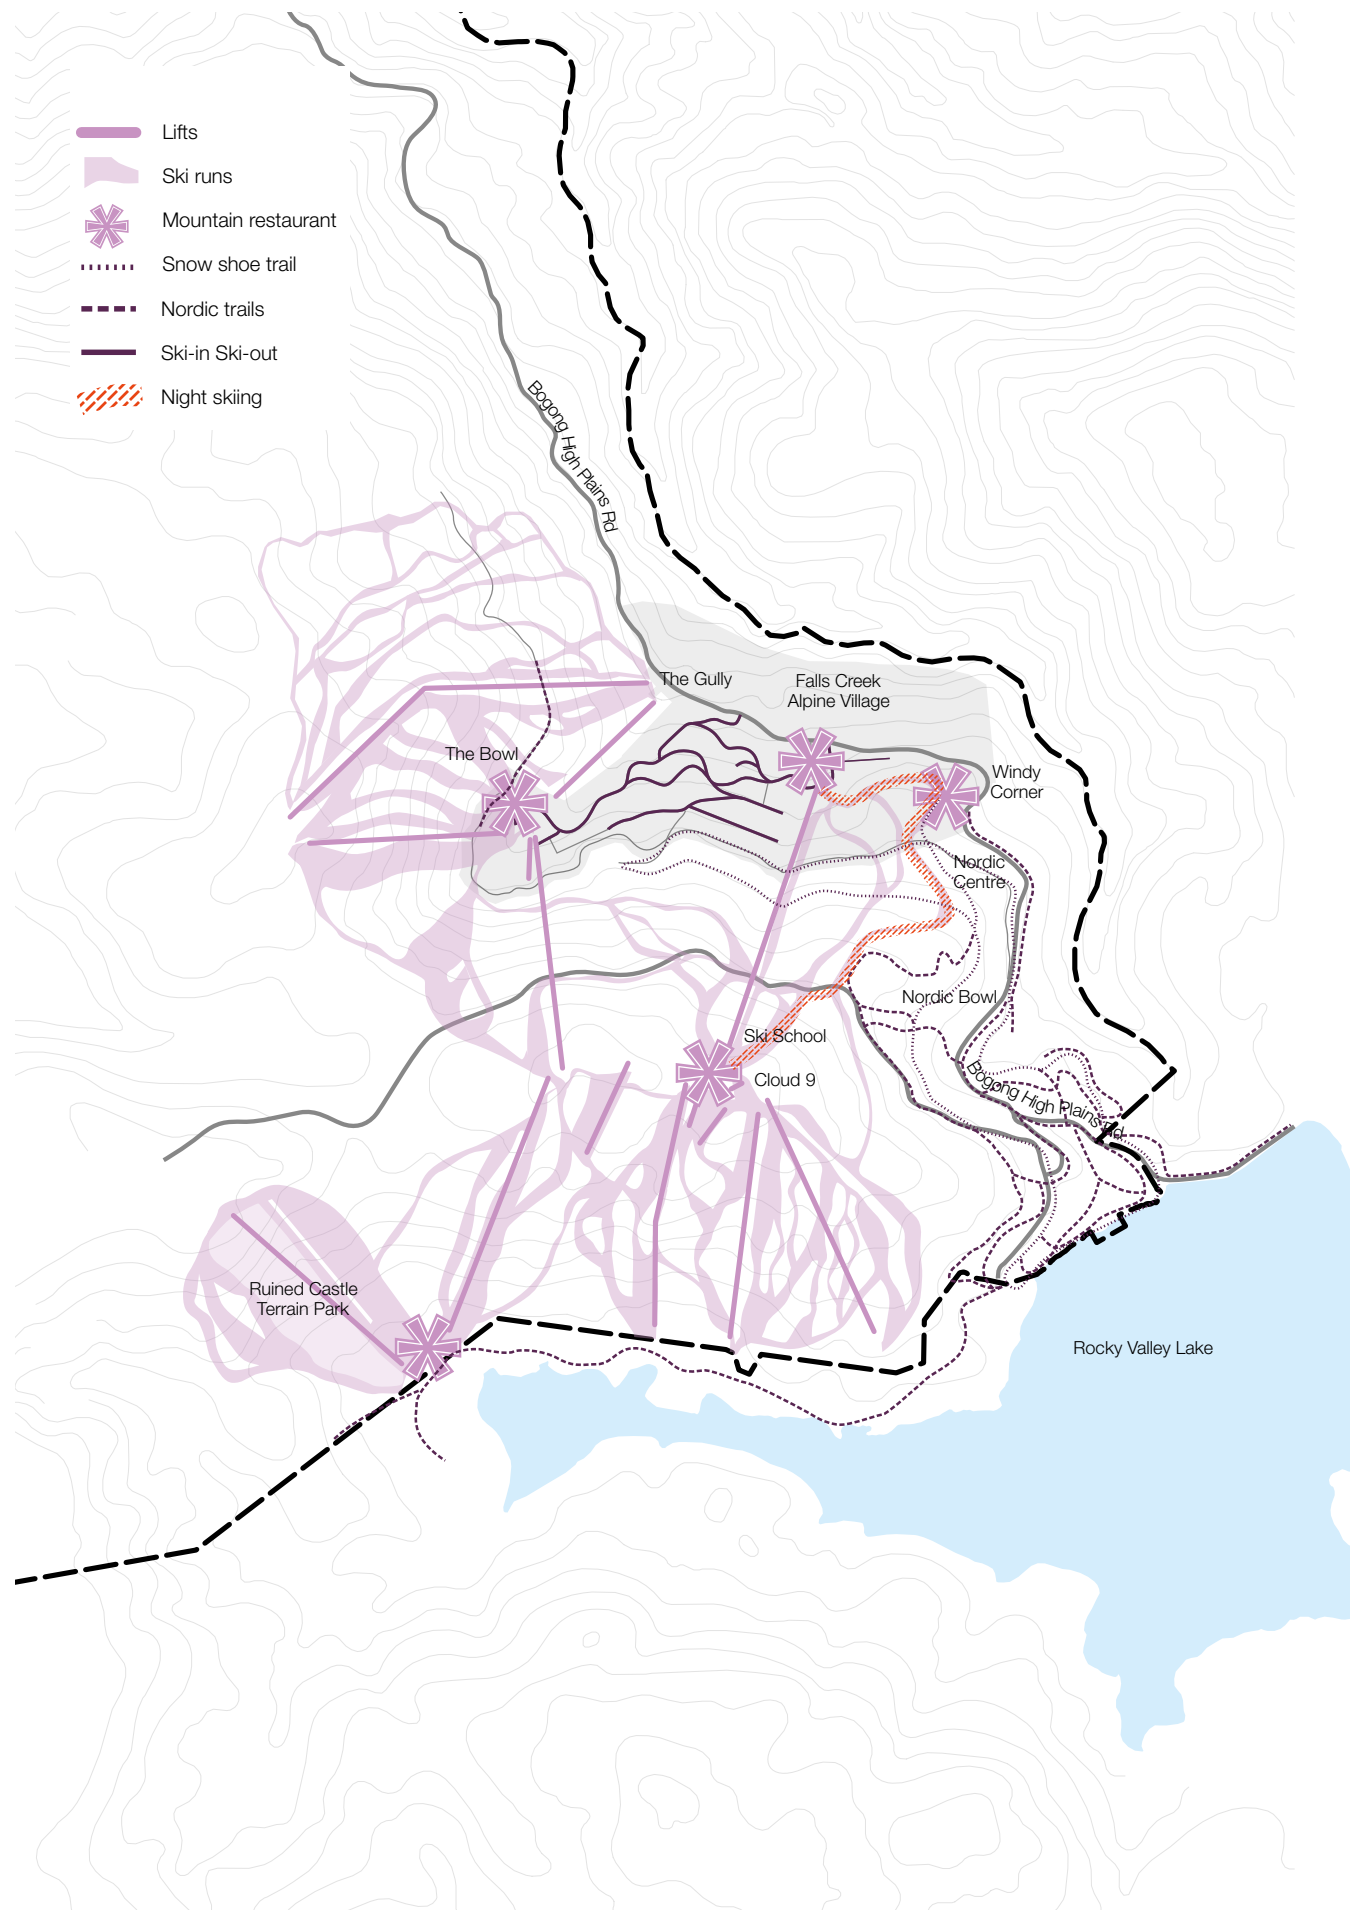 Lifts
Ski runs
Mountain restaurant
Snow shoe trail
Nordic trails
Ski-in Ski-out
Night skiing
Bogong High Plains Rd
The Gully
Falls Creek
Alpine Village
The Bowl
Windy
Corner
Nordic
Centre
Nordic Bowl
Ski School
Cloud 9
Bogong High Plains Rd
Ruined Castle
Terrain Park
Rocky Valley Lake